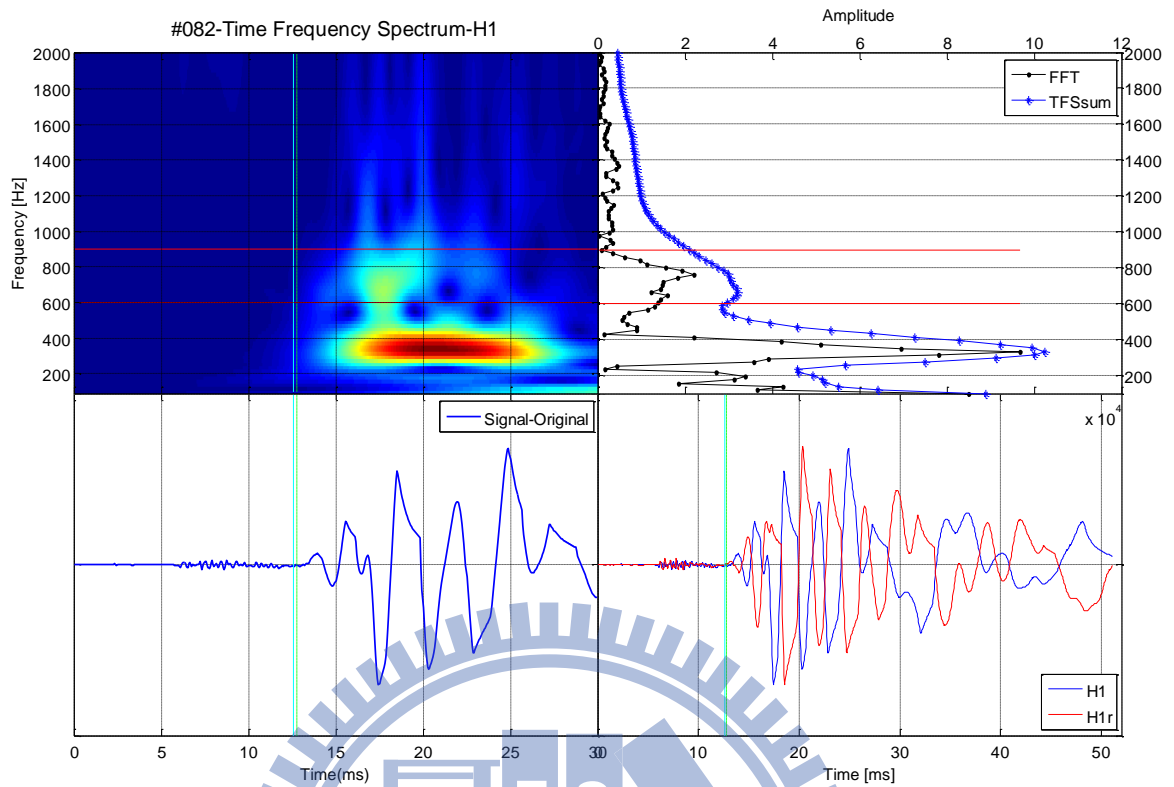 #082-Time Frequency Spectrum-H1
Amplitude
0 2 4 6 8 10 12
2000
1800
1600
1400
1200
1000
800
600
400
200
Frequency [Hz]
FFT
TFSsum
2000
1800
1600
1400
1200
1000
800
600
400
200
Signal-Original
x 10^4
H1
H1r
0 5 10 15 20 25 30
Time(ms)
0 10 20 30 40 50
Time [ms]